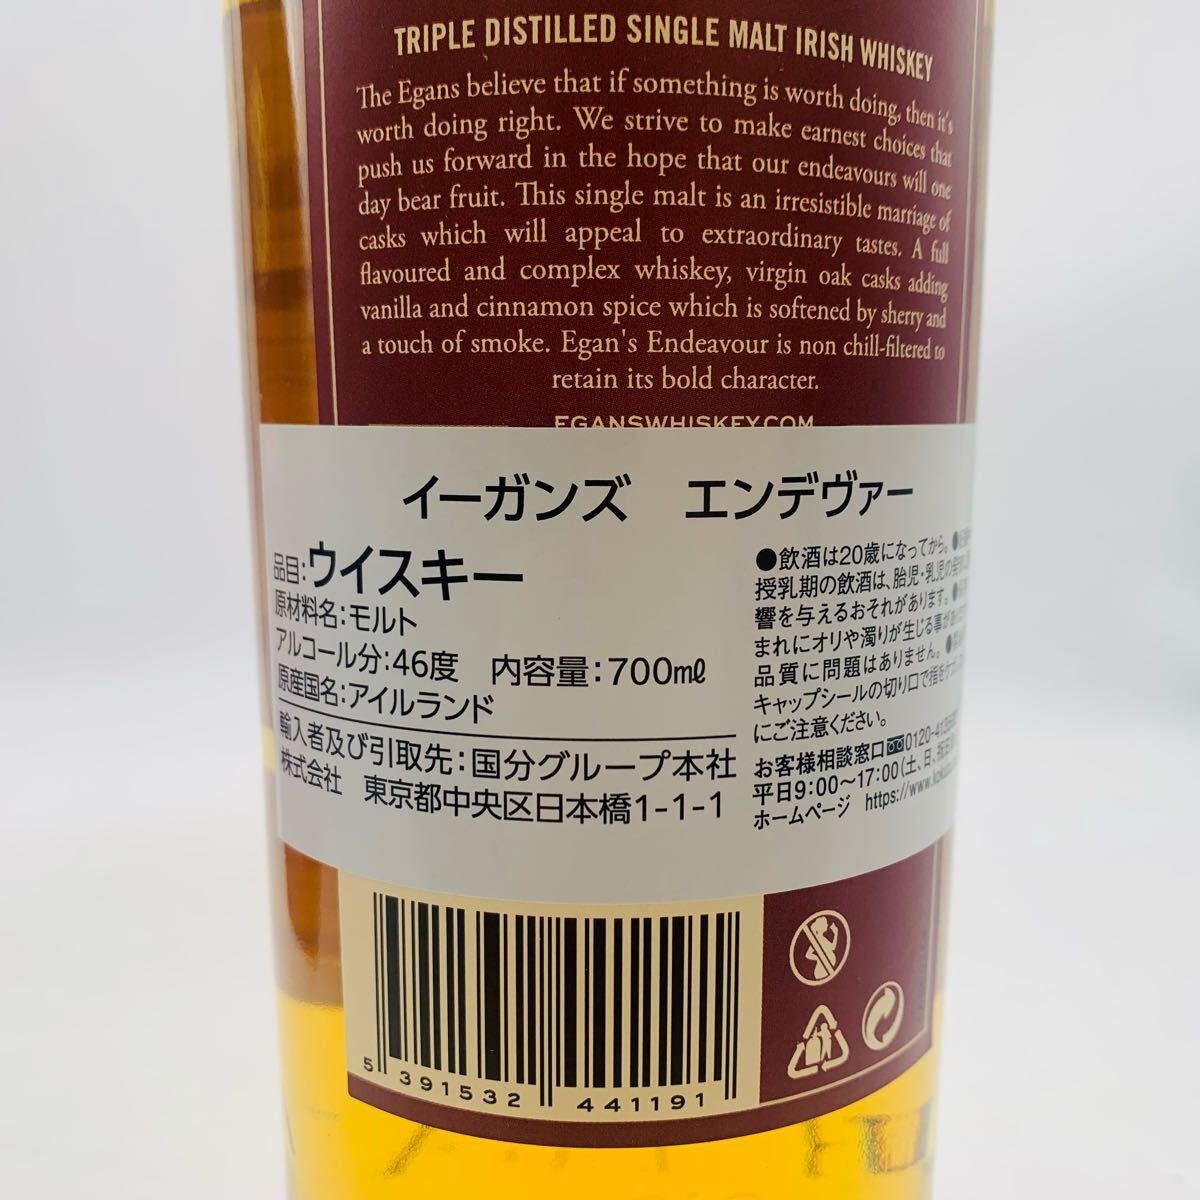 TRIPLE DISTILLED SINGLE MALT IRISH WHISKEY
The Egans believe that if something is worth doing, then it's
worth doing right. We strive to make earnest choices that
push us forward in the hope that our endeavours will one
day bear fruit. This single malt is an irresistible marriage of
casks which will appeal to extraordinary tastes. A full
flavoured and complex whiskey, virgin oak casks adding
vanilla and cinnamon spice which is softened by sherry and
a touch of smoke. Egan's Endeavour is non chill-filtered to
retain its bold character.
EGANSWHISKEY.COM
イーガンズ エンデヴァー
品目:ウイスキー
原材料名:モルト
アルコール分:46度 内容量:700mℓ
原産国名:アイルランド
輸入者及び引取先:国分グループ本社
株式会社 東京都中央区日本橋1-1-1
●飲酒は20歳になってから。●
授乳期の飲酒は、胎児・乳児の
響を与えるおそれがあります。
まれにオリや濁りが生じる事が
品質に問題はありません。●
キャップシールの切り口で指を
にご注意ください。
お客様相談窓口 0120-41
平日9:00〜17:00(土、日、
ホームページ https://www.
5 391532 441191